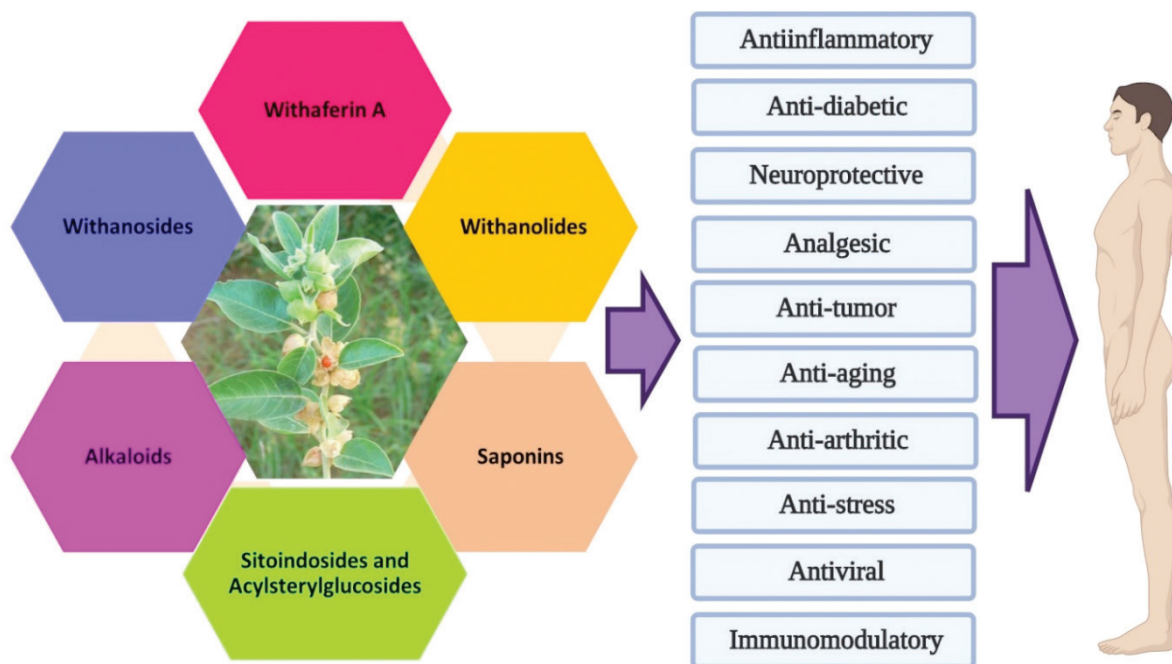 Withaferin A
Withanosides
Withanolides
Alkaloids
Saponins
Sitoindosides and
Acylsterylglucosides
Antiinflammatory
Anti-diabetic
Neuroprotective
Analgesic
Anti-tumor
Anti-aging
Anti-arthritic
Anti-stress
Antiviral
Immunomodulatory